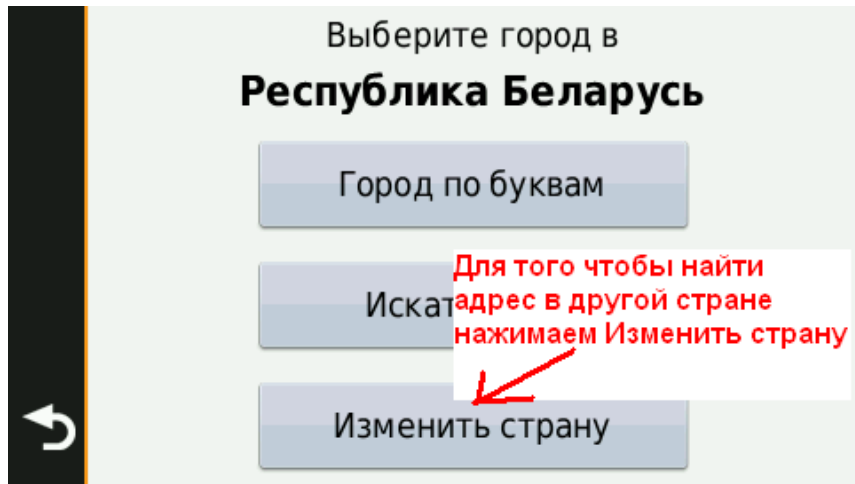 Выберите город в
Республика Беларусь
Город по буквам
Для того чтобы найти
адрес в другой стране
нажимаем Изменить страну
Изменить страну